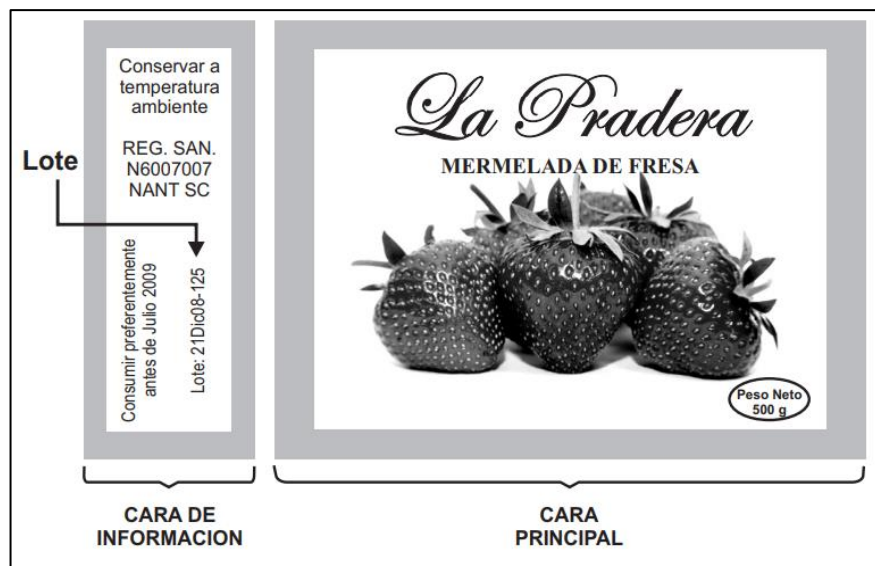 Lote
Conservar a
temperatura
ambiente
REG. SAN.
N6007007
NANT SC
Consumir preferentemente
antes de Julio 2009
Lote: 21Dic08-125
CARA DE
INFORMACION
La Pradera
MERMELADA DE FRESA
Peso Neto
500 g
CARA
PRINCIPAL